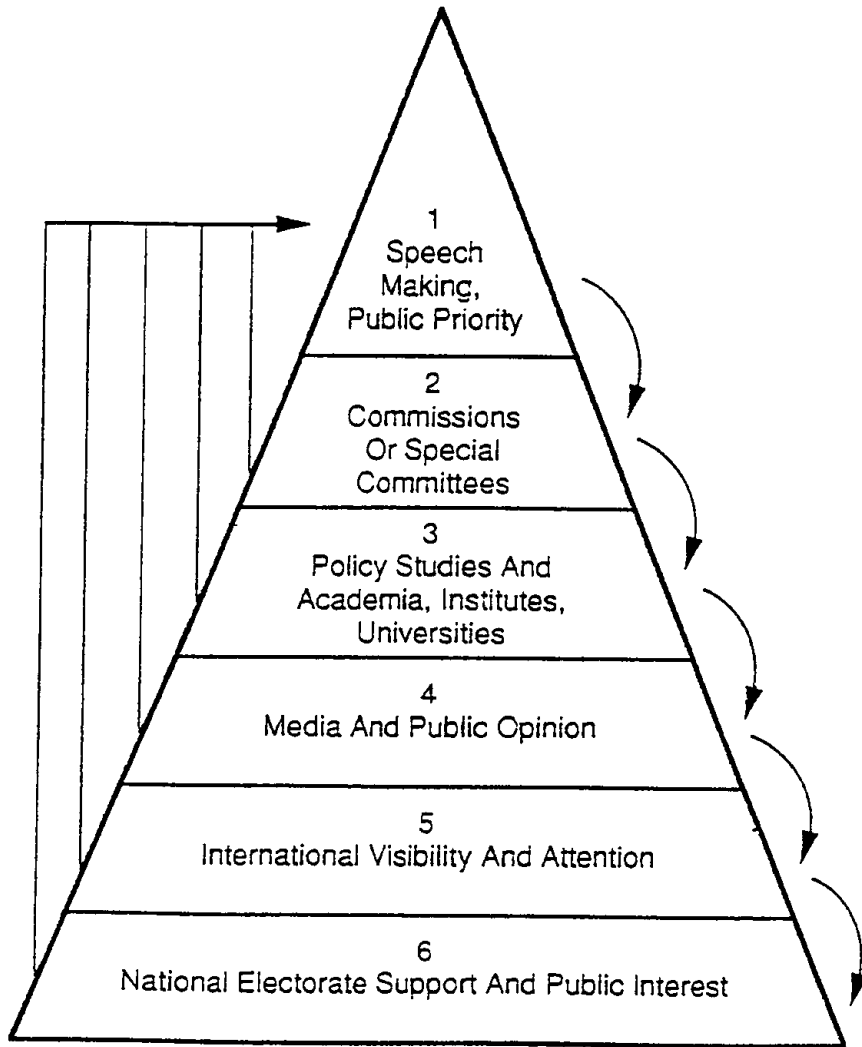 1
Speech
Making,
Public Priority
2
Commissions
Or Special
Committees
3
Policy Studies And
Academia, Institutes,
Universities
4
Media And Public Opinion
5
International Visibility And Attention
6
National Electorate Support And Public Interest